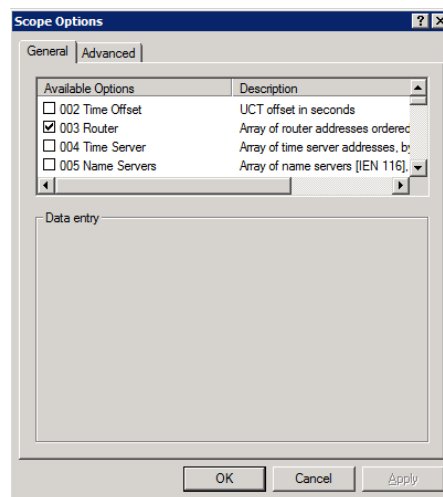 Scope Options
General Advanced
Available Options Description
002 Time Offset UCT offset in seconds
003 Router Array of router addresses ordered
004 Time Server Array of time server addresses, by
005 Name Servers Array of name servers [IEN 116],
Data entry
OK Cancel Apply